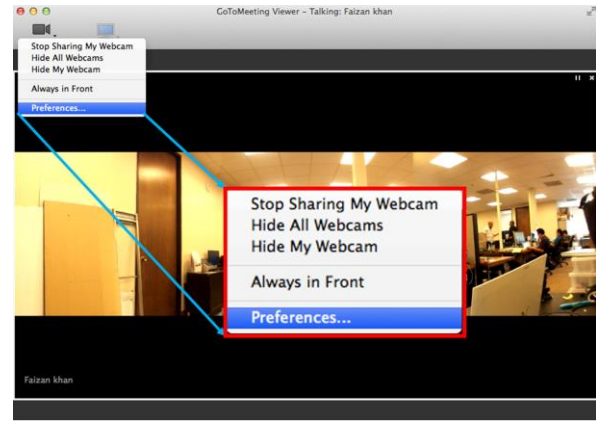 GoToMeeting Viewer - Talking: Faizan khan
Stop Sharing My Webcam
Hide All Webcams
Hide My Webcam
Always in Front
Preferences...
Stop Sharing My Webcam
Hide All Webcams
Hide My Webcam
Always in Front
Preferences...
Faizan khan